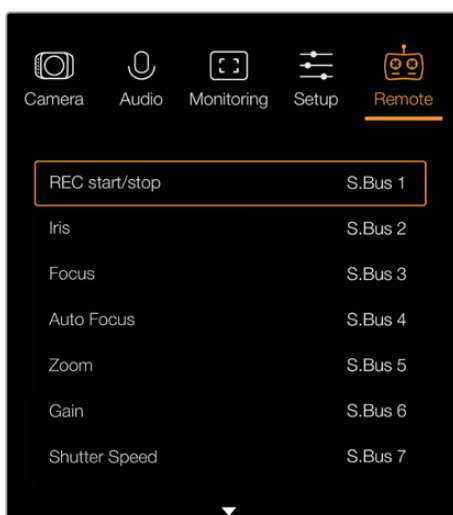 Camera Audio Monitoring Setup Remote
REC start/stop S.Bus 1
Iris S.Bus 2
Focus S.Bus 3
Auto Focus S.Bus 4
Zoom S.Bus 5
Gain S.Bus 6
Shutter Speed S.Bus 7